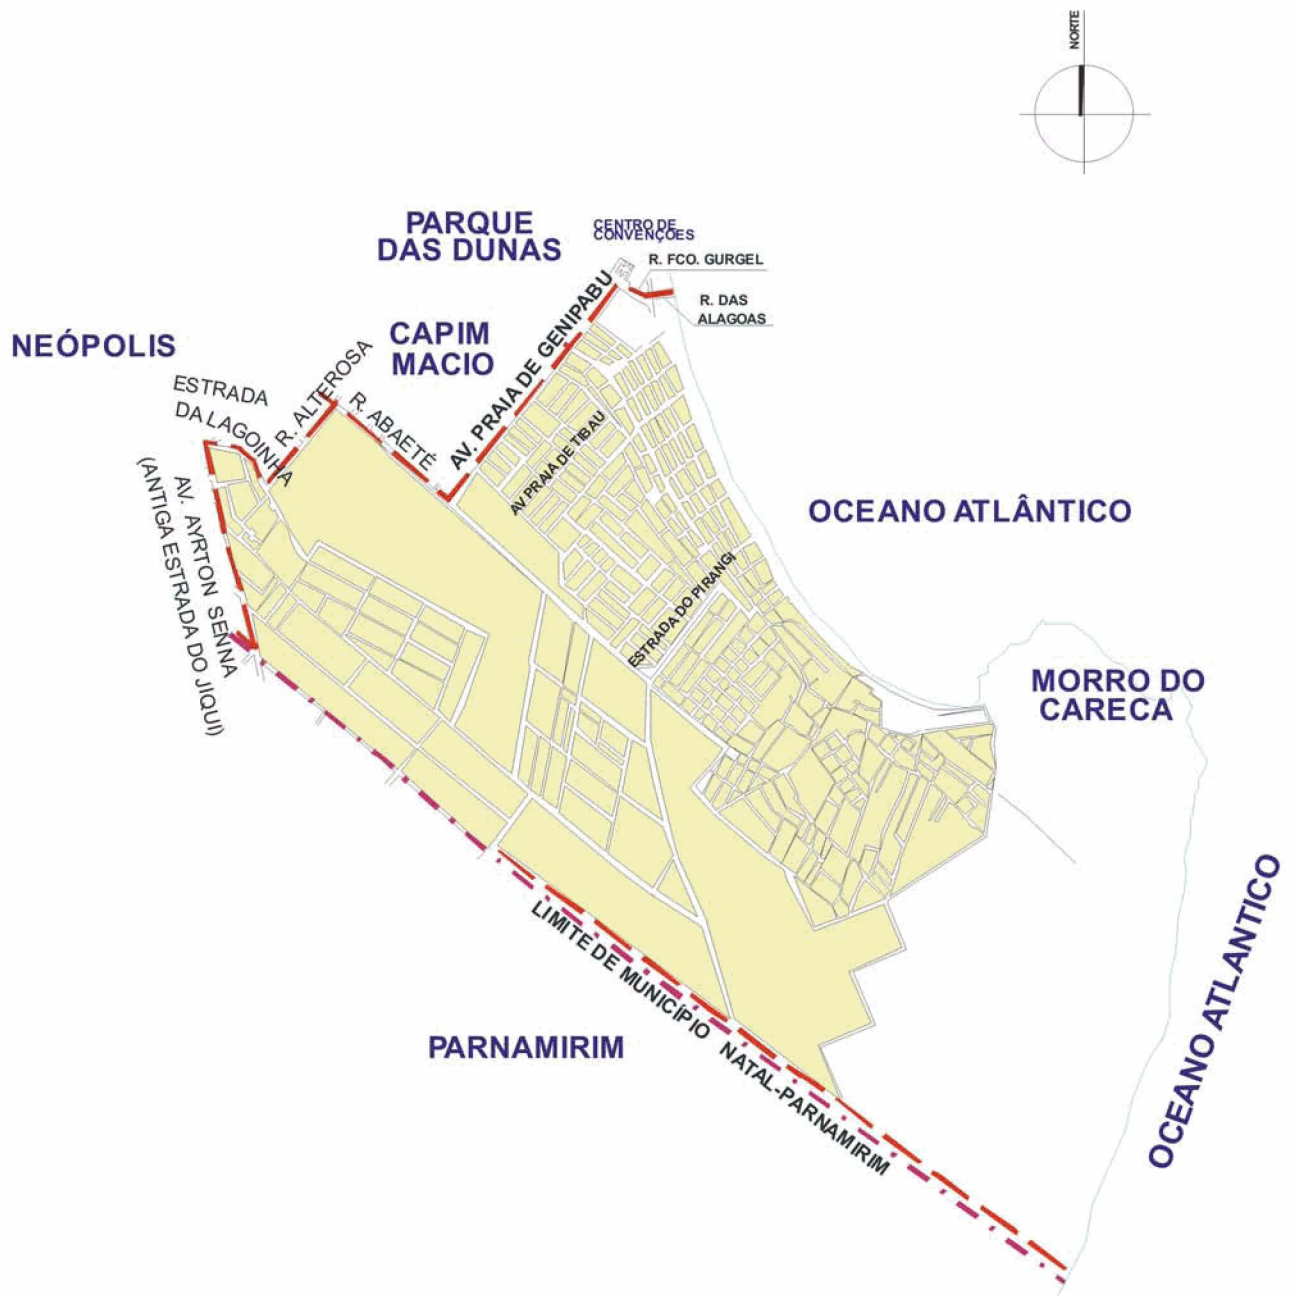 NORTE
PARQUE
DAS DUNAS
CENTRO DE
CONVENÇÕES
R. FCO. GURGEL
R. DAS
ALAGOAS
NEÓPOLIS
CAPIM
MACIO
ESTRADA
DA LAGOINHA
R. ALTEROSA
R. ABAETÉ
AV. PRAIA DE GENIPABU
AV PRAIA DE TIBAU
ESTRADA DO PIRANGI
AV. AYRTON SENNA
(ANTIGA ESTRADA DO JIQUI)
OCEANO ATLÂNTICO
MORRO DO
CARECA
OCEANO ATLANTICO
LIMITE DE MUNICÍPIO NATAL-PARNAMIRIM
PARNAMIRIM